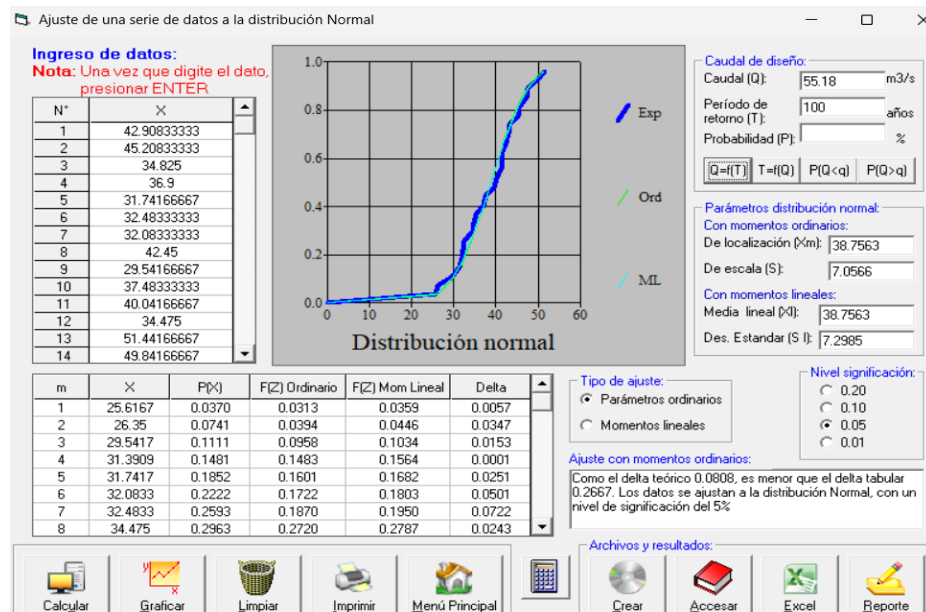 Ajuste de una serie de datos a la distribución Normal
Ingreso de datos:
Nota: Una vez que digite el dato,
presionar ENTER
N° X
1 42.90833333
2 45.20833333
3 34.825
4 36.9
5 31.74166667
6 32.48333333
7 32.08333333
8 42.45
9 29.54166667
10 37.48333333
11 40.04166667
12 34.475
13 51.44166667
14 49.84166667
1.0
0.8
0.6
0.4
0.2
0.0
0 10 20 30 40 50 60
Distribución normal
Exp
Ord
ML
Caudal de diseño:
Caudal (Q): 55.18 m3/s
Período de
retorno (T): 100 años
Probabilidad (P): %
Q=f(T) T=f(Q) P(Q<q) P(Q>q)
Parámetros distribución normal:
Con momentos ordinarios:
De localización (Xm): 38.7563
De escala (S): 7.0566
Con momentos lineales:
Media lineal (Xl): 38.7563
Des. Estandar (S l): 7.2985
m X P(X) F(Z) Ordinario F(Z) Mom Lineal Delta
1 25.6167 0.0370 0.0313 0.0359 0.0057
2 26.35 0.0741 0.0394 0.0446 0.0347
3 29.5417 0.1111 0.0958 0.1034 0.0153
4 31.3909 0.1481 0.1483 0.1564 0.0001
5 31.7417 0.1852 0.1601 0.1682 0.0251
6 32.0833 0.2222 0.1722 0.1803 0.0501
7 32.4833 0.2593 0.1870 0.1950 0.0722
8 34.475 0.2963 0.2720 0.2787 0.0243
Tipo de ajuste:
Parámetros ordinarios
Momentos lineales
Nivel significación:
0.20
0.10
0.05
0.01
Ajuste con momentos ordinarios:
Como el delta teórico 0.0808, es menor que el delta tabular
0.2667. Los datos se ajustan a la distribución Normal, con un
nivel de significación del 5%
Calcular Graficar Limpiar Imprimir Menú Principal
Archivos y resultados:
Crear Accesar Excel Reporte